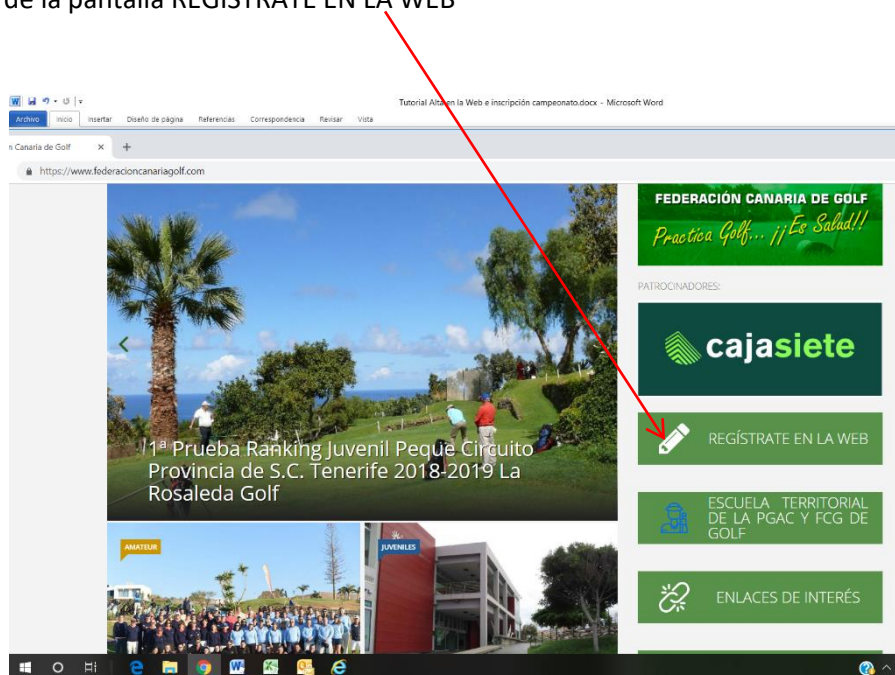 de la pantalla REGISTRATE EN LA WEB
Tutorial Alta en la Web e inscripción campeonato.docx - Microsoft Word
Archivo Inicio Insertar Diseño de página Referencias Correspondencia Revisar Vista
n Canaria de Golf
https://www.federacioncanariagolf.com
FEDERACIÓN CANARIA DE GOLF
Practica Golf... ¡¡Es Salud!!
PATROCINADORES:
cajasiete
1ª Prueba Ranking Juvenil Peque Circuito
Provincia de S.C. Tenerife 2018-2019 La
Rosaleda Golf
REGÍSTRATE EN LA WEB
ESCUELA TERRITORIAL
DE LA PGAC Y FCG DE
GOLF
AMATEUR
JUVENILES
ENLACES DE INTERÉS